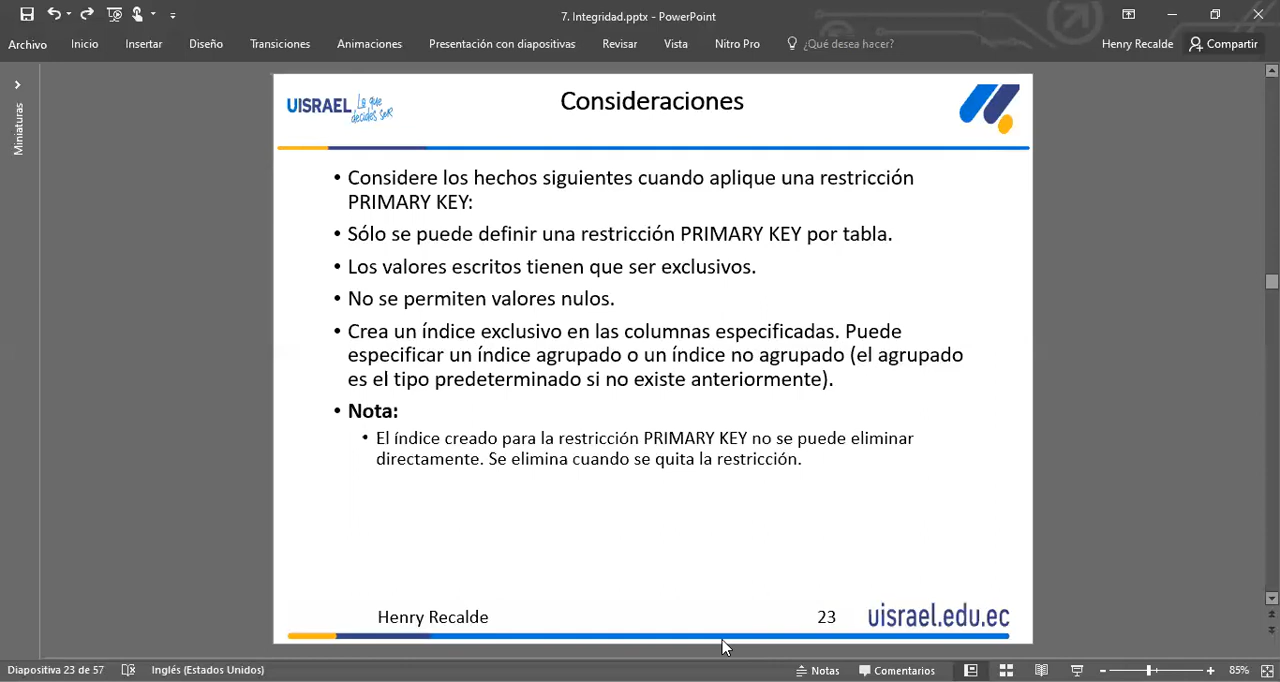 7. Integridad.pptx - PowerPoint
Archivo Inicio Insertar Diseño Transiciones Animaciones Presentación con diapositivas Revisar Vista Nitro Pro ¿Qué desea hacer? Henry Recalde Compartir
Miniaturas
UISRAEL La que decides ser
Consideraciones
• Considere los hechos siguientes cuando aplique una restricción
PRIMARY KEY:
• Sólo se puede definir una restricción PRIMARY KEY por tabla.
• Los valores escritos tienen que ser exclusivos.
• No se permiten valores nulos.
• Crea un índice exclusivo en las columnas especificadas. Puede
especificar un índice agrupado o un índice no agrupado (el agrupado
es el tipo predeterminado si no existe anteriormente).
• Nota:
• El índice creado para la restricción PRIMARY KEY no se puede eliminar
directamente. Se elimina cuando se quita la restricción.
Henry Recalde 23 uisrael.edu.ec
Diapositiva 23 de 57 Inglés (Estados Unidos) Notas Comentarios 85%